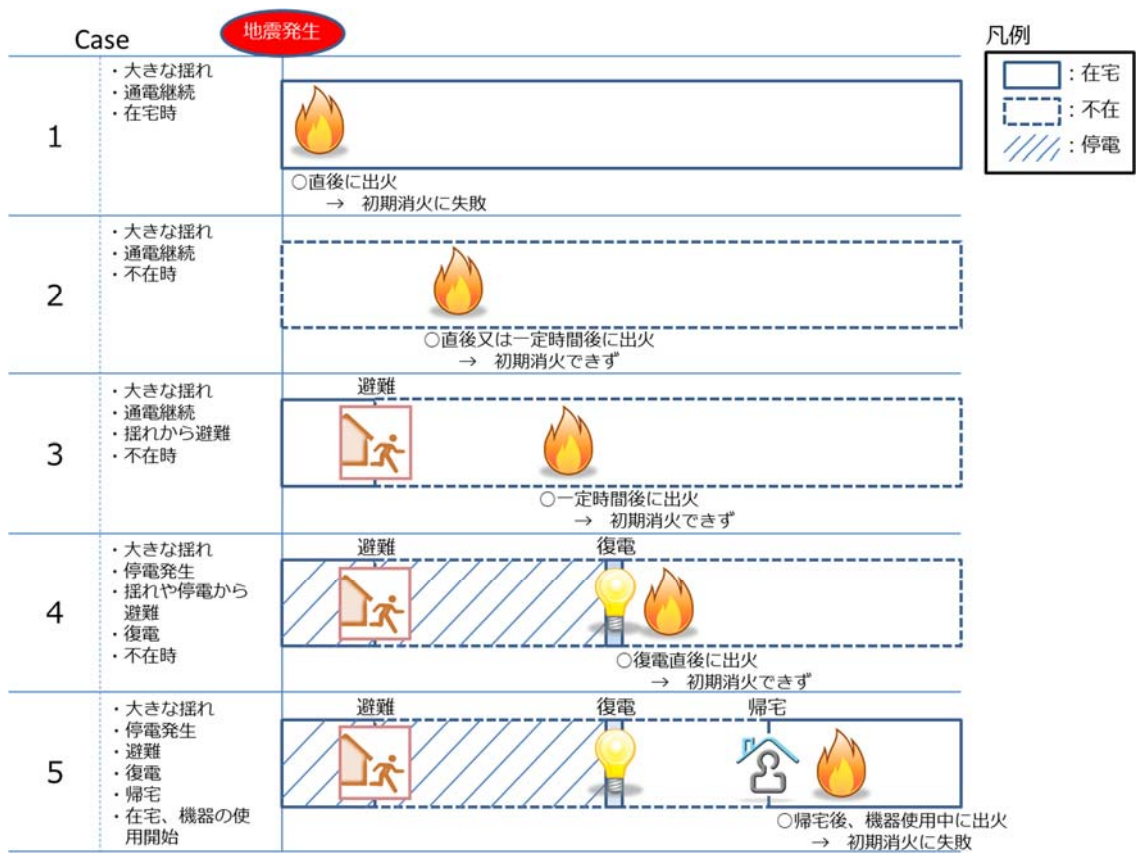 Case
地震発生
凡例
：在宅
：不在
：停電
1
・大きな揺れ
・通電継続
・在宅時
○直後に出火
→ 初期消火に失敗
2
・大きな揺れ
・通電継続
・不在時
○直後又は一定時間後に出火
→ 初期消火できず
3
・大きな揺れ
・通電継続
・揺れから避難
・不在時
避難
○一定時間後に出火
→ 初期消火できず
4
・大きな揺れ
・停電発生
・揺れや停電から
避難
・復電
・不在時
避難
復電
○復電直後に出火
→ 初期消火できず
5
・大きな揺れ
・停電発生
・避難
・復電
・帰宅
・在宅、機器の使
用開始
避難
復電
帰宅
○帰宅後、機器使用中に出火
→ 初期消火に失敗